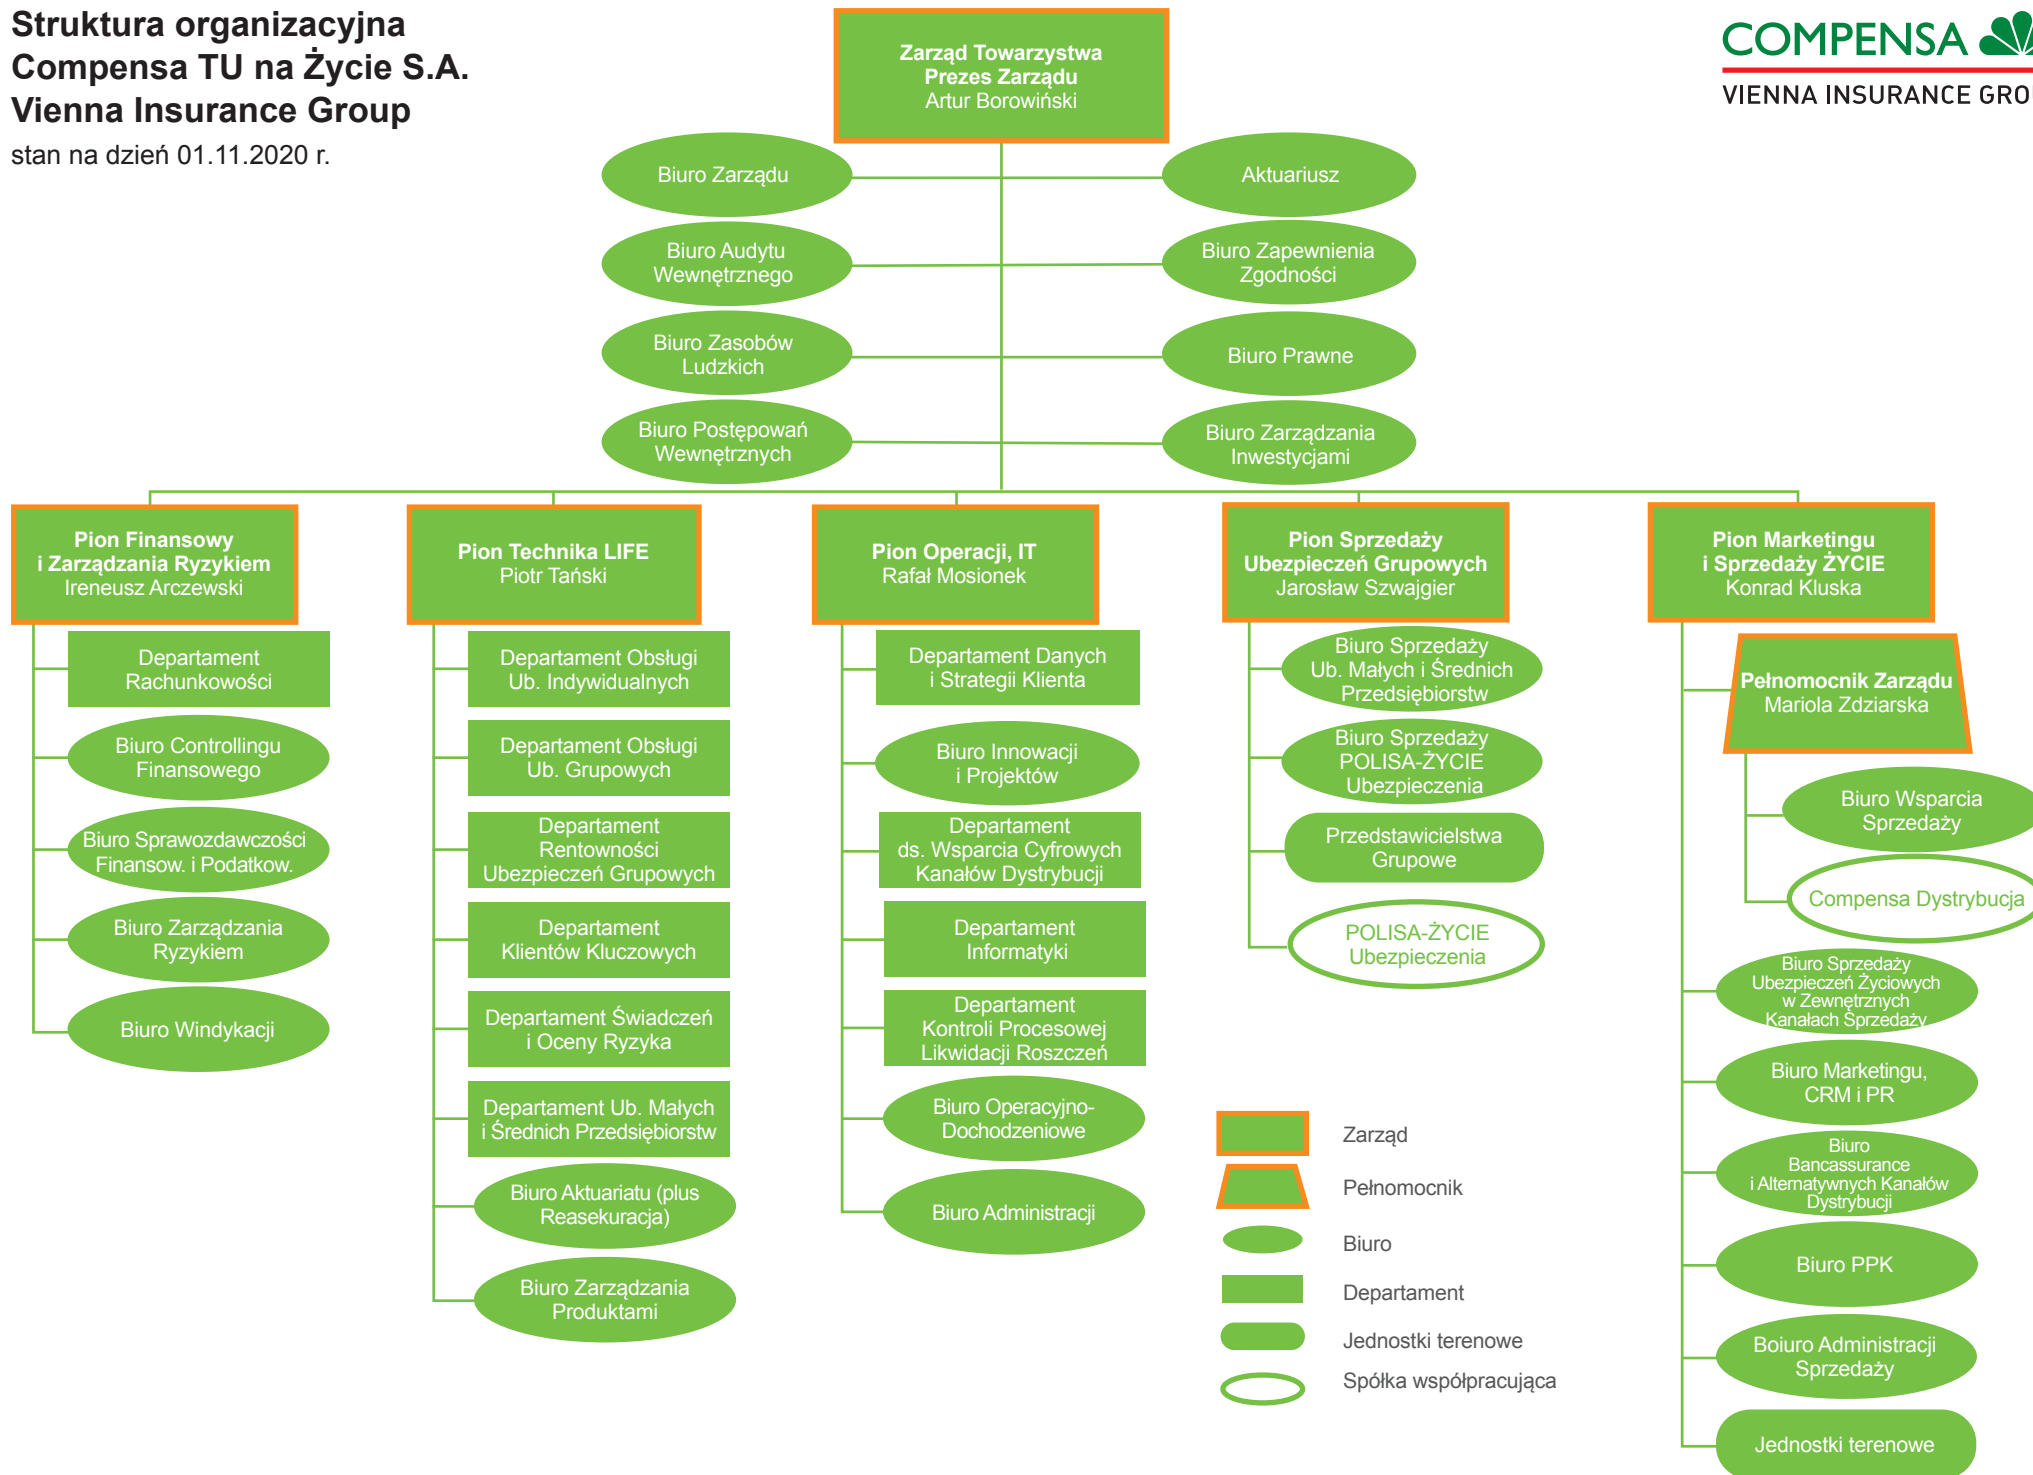 Struktura organizacyjna
Compensa TU na Życie S.A.
Vienna Insurance Group
stan na dzień 01.11.2020 r.
COMPENSA
VIENNA INSURANCE GROU
Zarząd Towarzystwa
Prezes Zarządu
Artur Borowiński
Biuro Zarządu
Aktuariusz
Biuro Audytu
Wewnętrznego
Biuro Zapewnienia
Zgodności
Biuro Zasobów
Ludzkich
Biuro Prawne
Biuro Postępowań
Wewnętrznych
Biuro Zarządzania
Inwestycjami
Pion Finansowy
i Zarządzania Ryzykiem
Ireneusz Arczewski
Departament
Rachunkowości
Biuro Controllingu
Finansowego
Biuro Sprawozdawczości
Finansow. i Podatkow.
Biuro Zarządzania
Ryzykiem
Biuro Windykacji
Pion Technika LIFE
Piotr Tański
Departament Obsługi
Ub. Indywidualnych
Departament Obsługi
Ub. Grupowych
Departament
Rentowności
Ubezpieczeń Grupowych
Departament
Klientów Kluczowych
Departament Świadczeń
i Oceny Ryzyka
Departament Ub. Małych
i Średnich Przedsiębiorstw
Biuro Aktuariatu (plus
Reasekuracja)
Biuro Zarządzania
Produktami
Pion Operacji, IT
Rafał Mosionek
Departament Danych
i Strategii Klienta
Biuro Innowacji
i Projektów
Departament
ds. Wsparcia Cyfrowych
Kanałów Dystrybucji
Departament
Informatyki
Departament
Kontroli Procesowej
Likwidacji Roszczeń
Biuro Operacyjno-
Dochodzeniowe
Biuro Administracji
Pion Sprzedaży
Ubezpieczeń Grupowych
Jarosław Szwajgier
Biuro Sprzedaży
Ub. Małych i Średnich
Przedsiębiorstw
Biuro Sprzedaży
POLISA-ŻYCIE
Ubezpieczenia
Przedstawicielstwa
Grupowe
POLISA-ŻYCIE
Ubezpieczenia
Pion Marketingu
i Sprzedaży ŻYCIE
Konrad Kluska
Pełnomocnik Zarządu
Mariola Zdziarska
Biuro Wsparcia
Sprzedaży
Compensa Dystrybucja
Biuro Sprzedaży
Ubezpieczeń Życiowych
w Zewnętrznych
Kanałach Sprzedaży
Biuro Marketingu,
CRM i PR
Biuro
Bancassurance
i Alternatywnych Kanałów
Dystrybucji
Biuro PPK
Boiuro Administracji
Sprzedaży
Jednostki terenowe
Zarząd
Pełnomocnik
Biuro
Departament
Jednostki terenowe
Spółka współpracująca